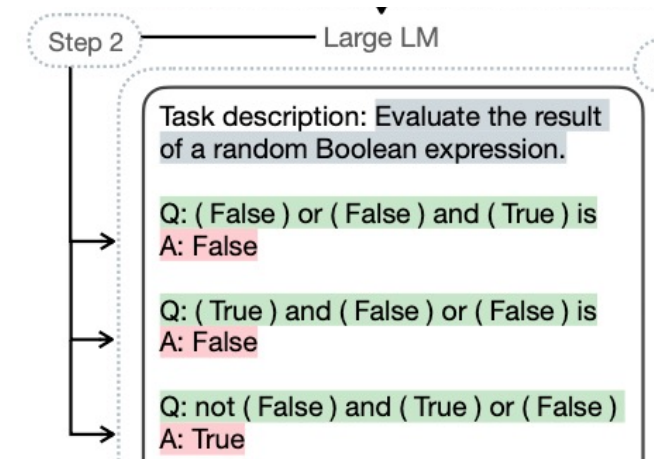 Step 2
Large LM
Task description: Evaluate the result
of a random Boolean expression.
Q: ( False ) or ( False ) and ( True ) is
A: False
Q: ( True ) and ( False ) or ( False ) is
A: False
Q: not ( False ) and ( True ) or ( False )
A: True